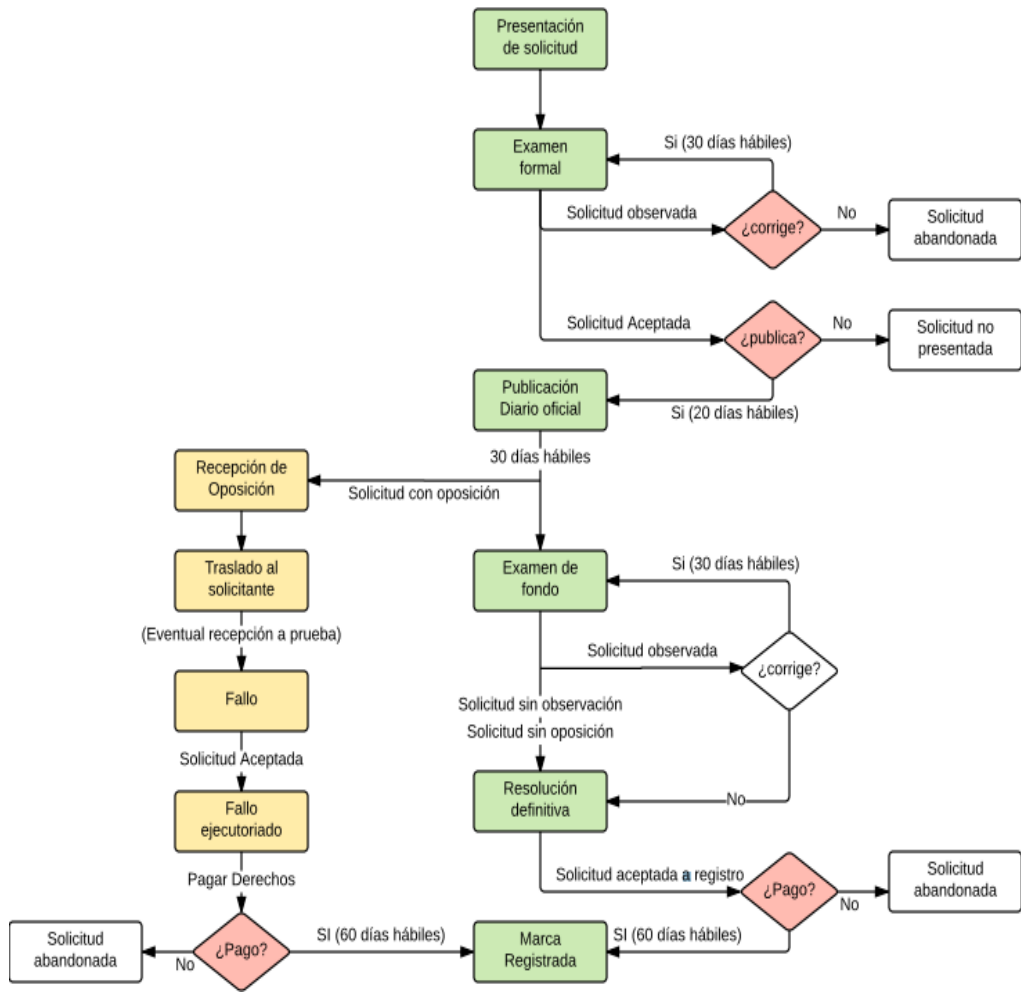 Presentación
de solicitud
Examen
formal
Si (30 días hábiles)
Solicitud observada
¿corrige?
No
Solicitud
abandonada
Solicitud Aceptada
¿publica?
No
Solicitud no
presentada
Publicación
Diario oficial
Si (20 días hábiles)
30 días hábiles
Recepción de
Oposición
Solicitud con oposición
Traslado al
solicitante
Examen de
fondo
Si (30 días hábiles)
(Eventual recepción a prueba)
Solicitud observada
¿corrige?
Fallo
Solicitud sin observación
Solicitud sin oposición
Solicitud Aceptada
Fallo
ejecutoriado
Resolución
definitiva
No
Pagar Derechos
Solicitud aceptada a registro
¿Pago?
No
Solicitud
abandonada
Solicitud
abandonada
No
¿Pago?
SI (60 días hábiles)
Marca
Registrada
SI (60 días hábiles)